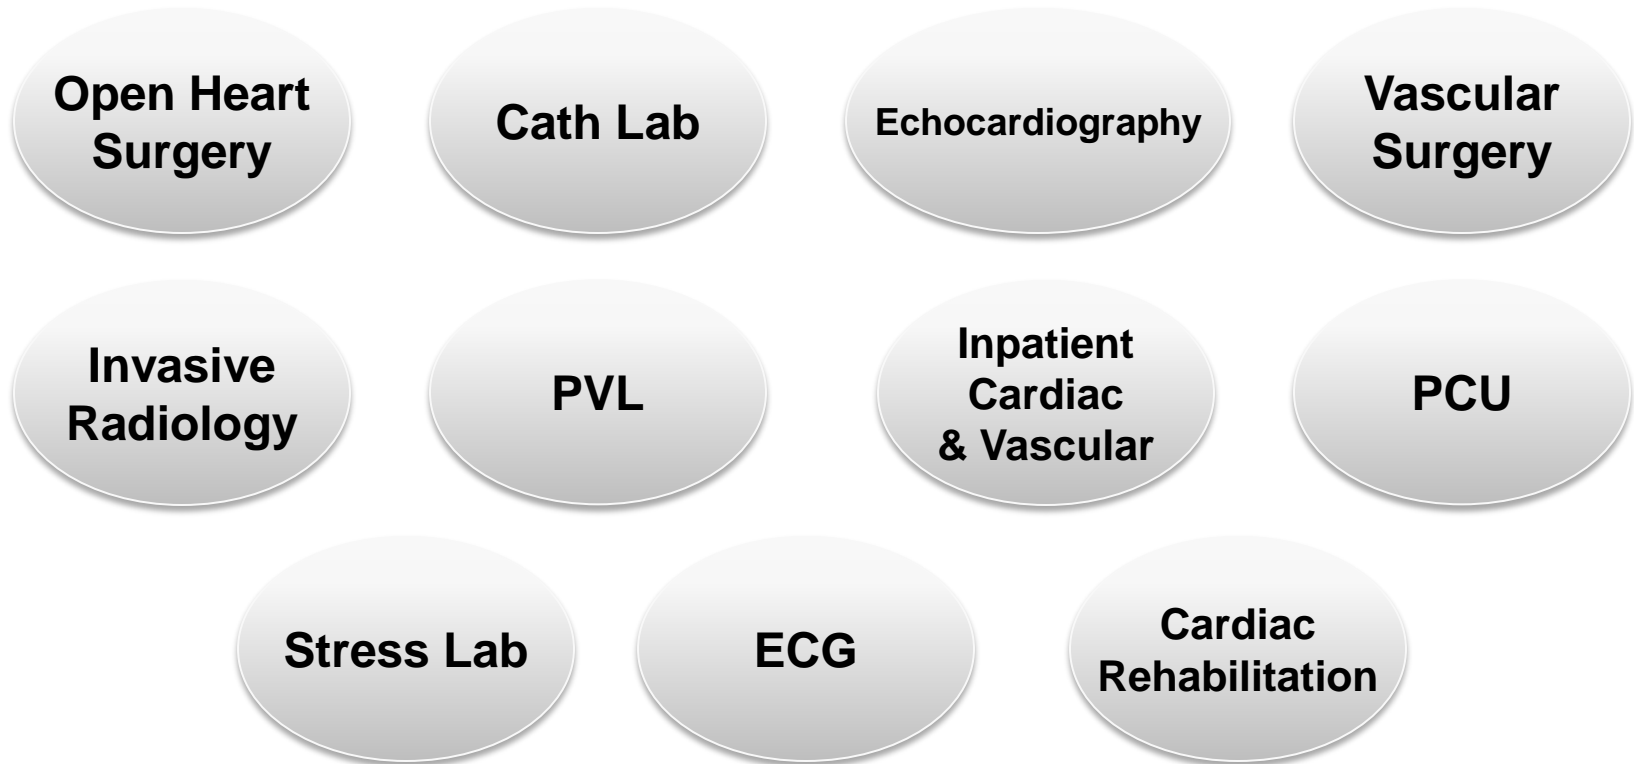 Open Heart
Surgery
Cath Lab
Echocardiography
Vascular
Surgery
Invasive
Radiology
PVL
Inpatient
Cardiac
& Vascular
PCU
Stress Lab
ECG
Cardiac
Rehabilitation